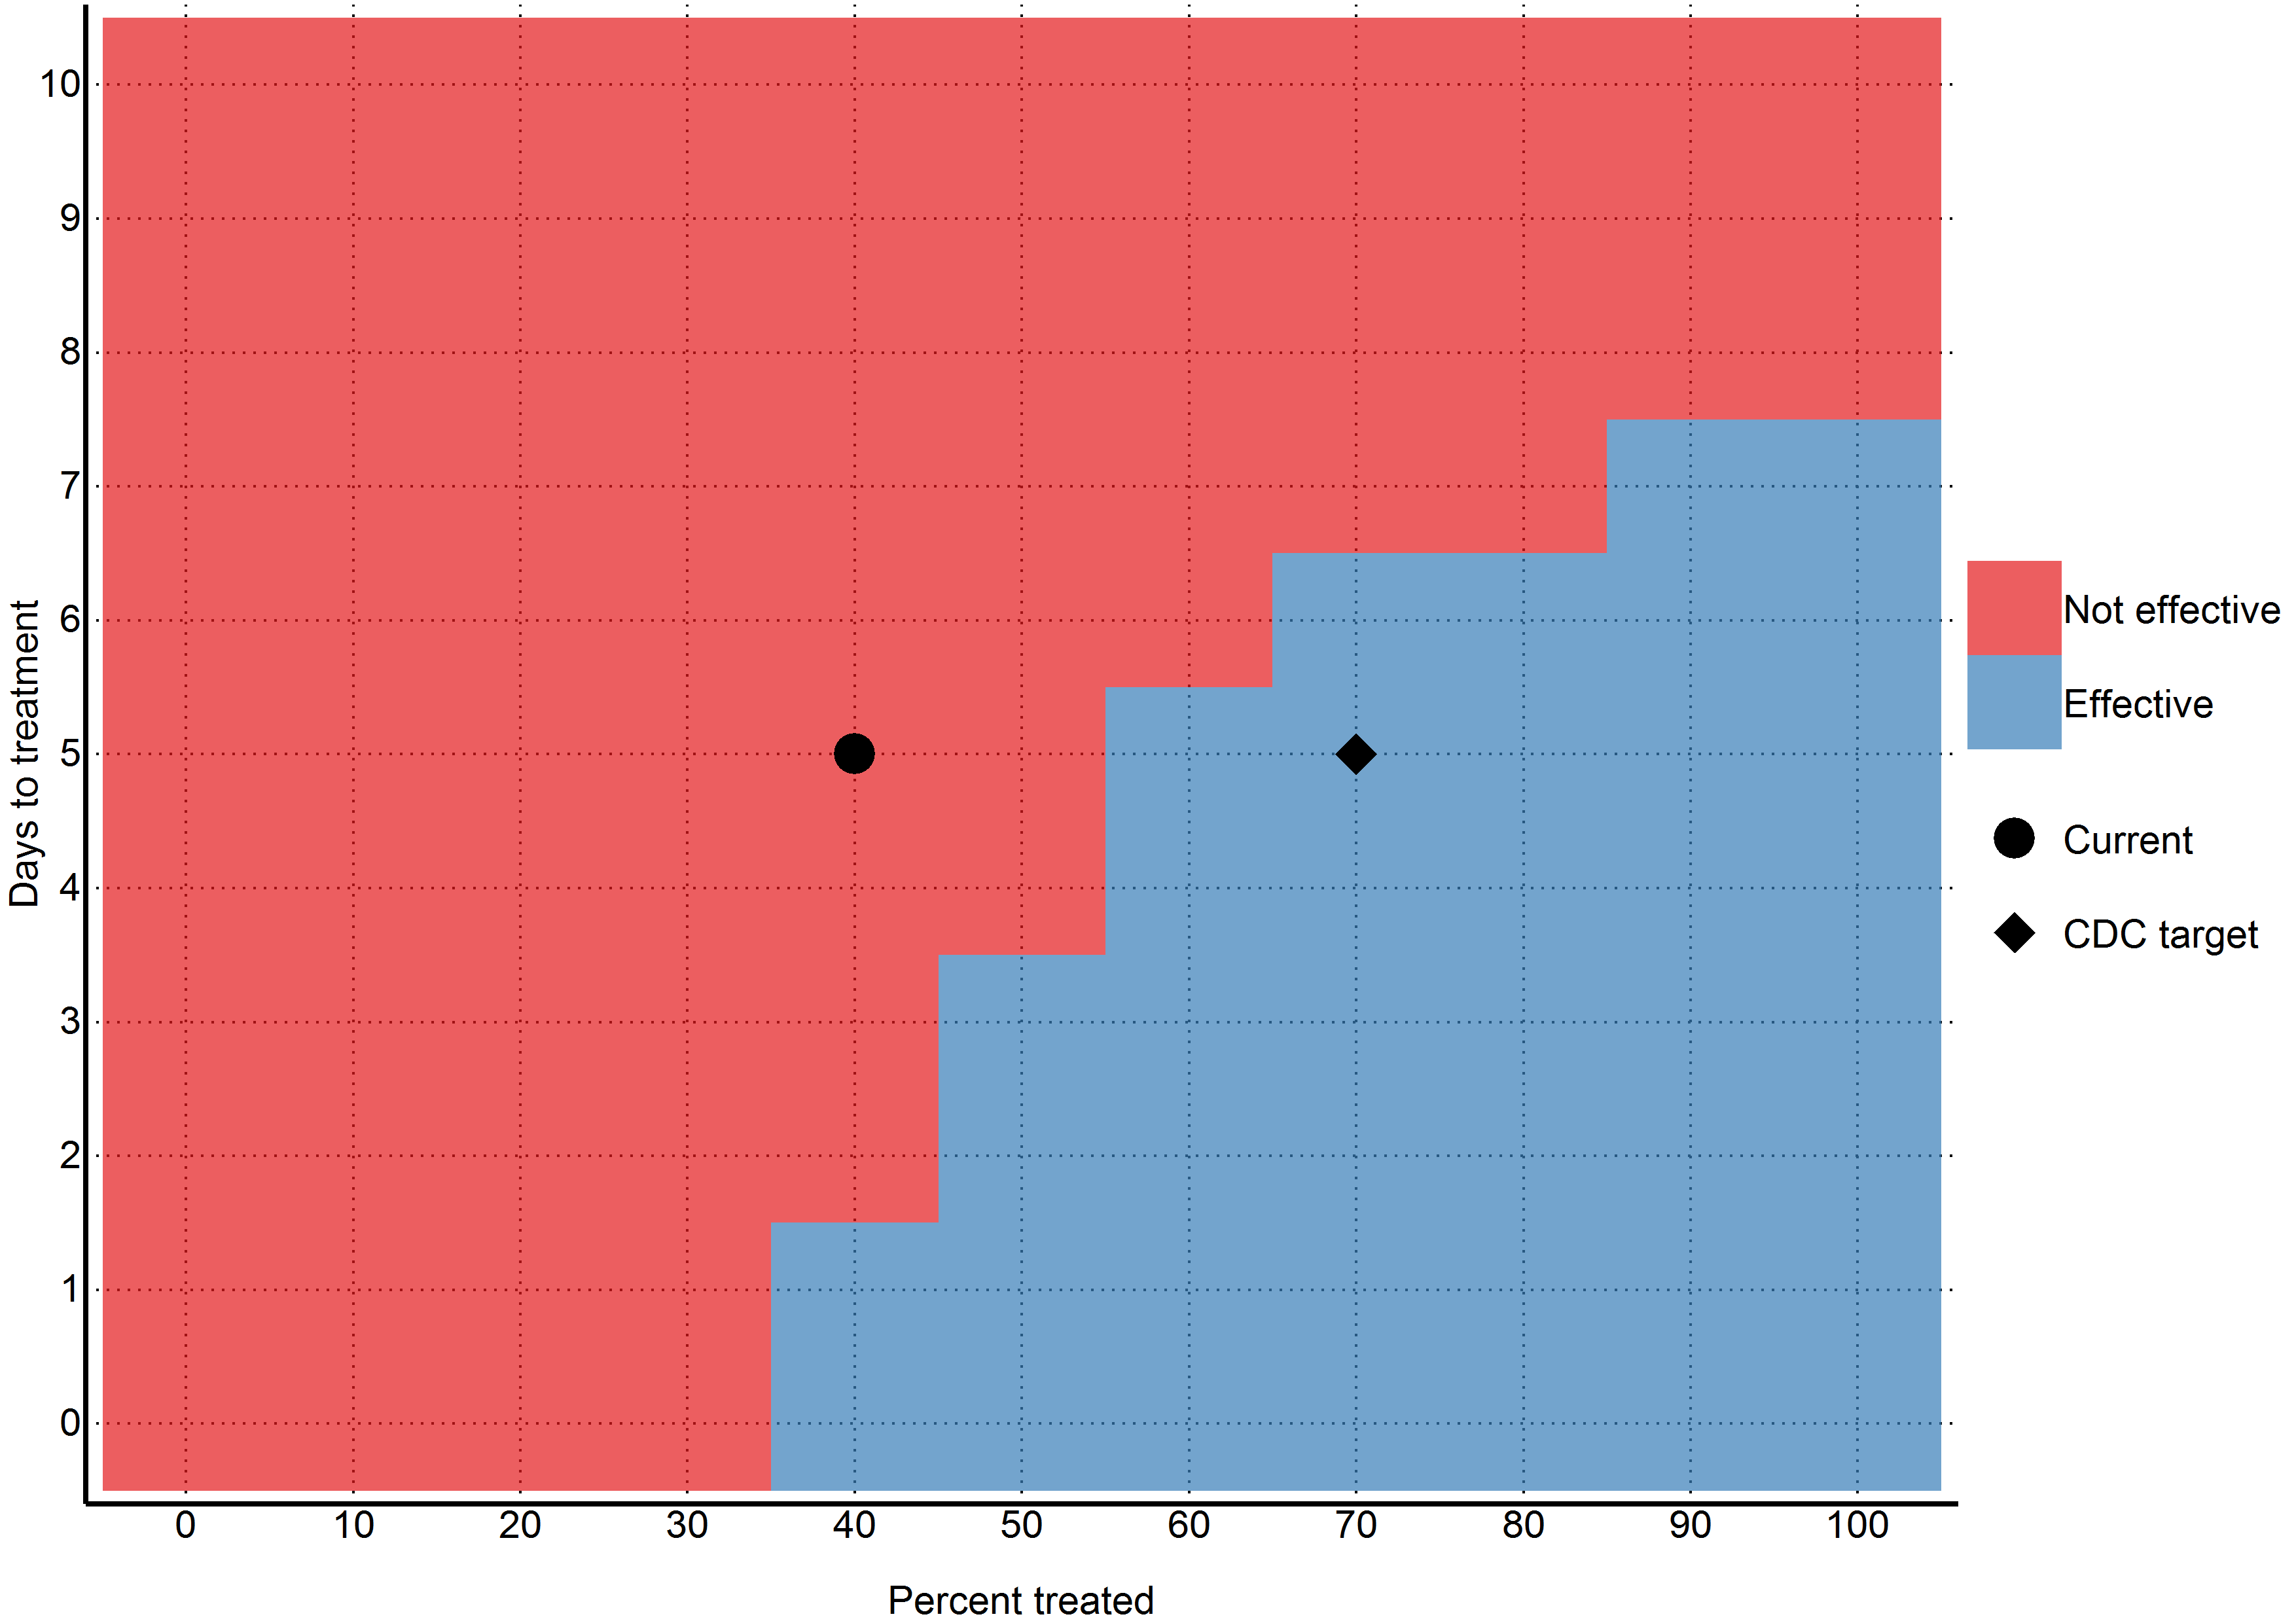 10
9
8
7
6
5
4
3
2
1
0
Days to treatment
0 10 20 30 40 50 60 70 80 90 100
Percent treated
Not effective
Effective
Current
CDC target